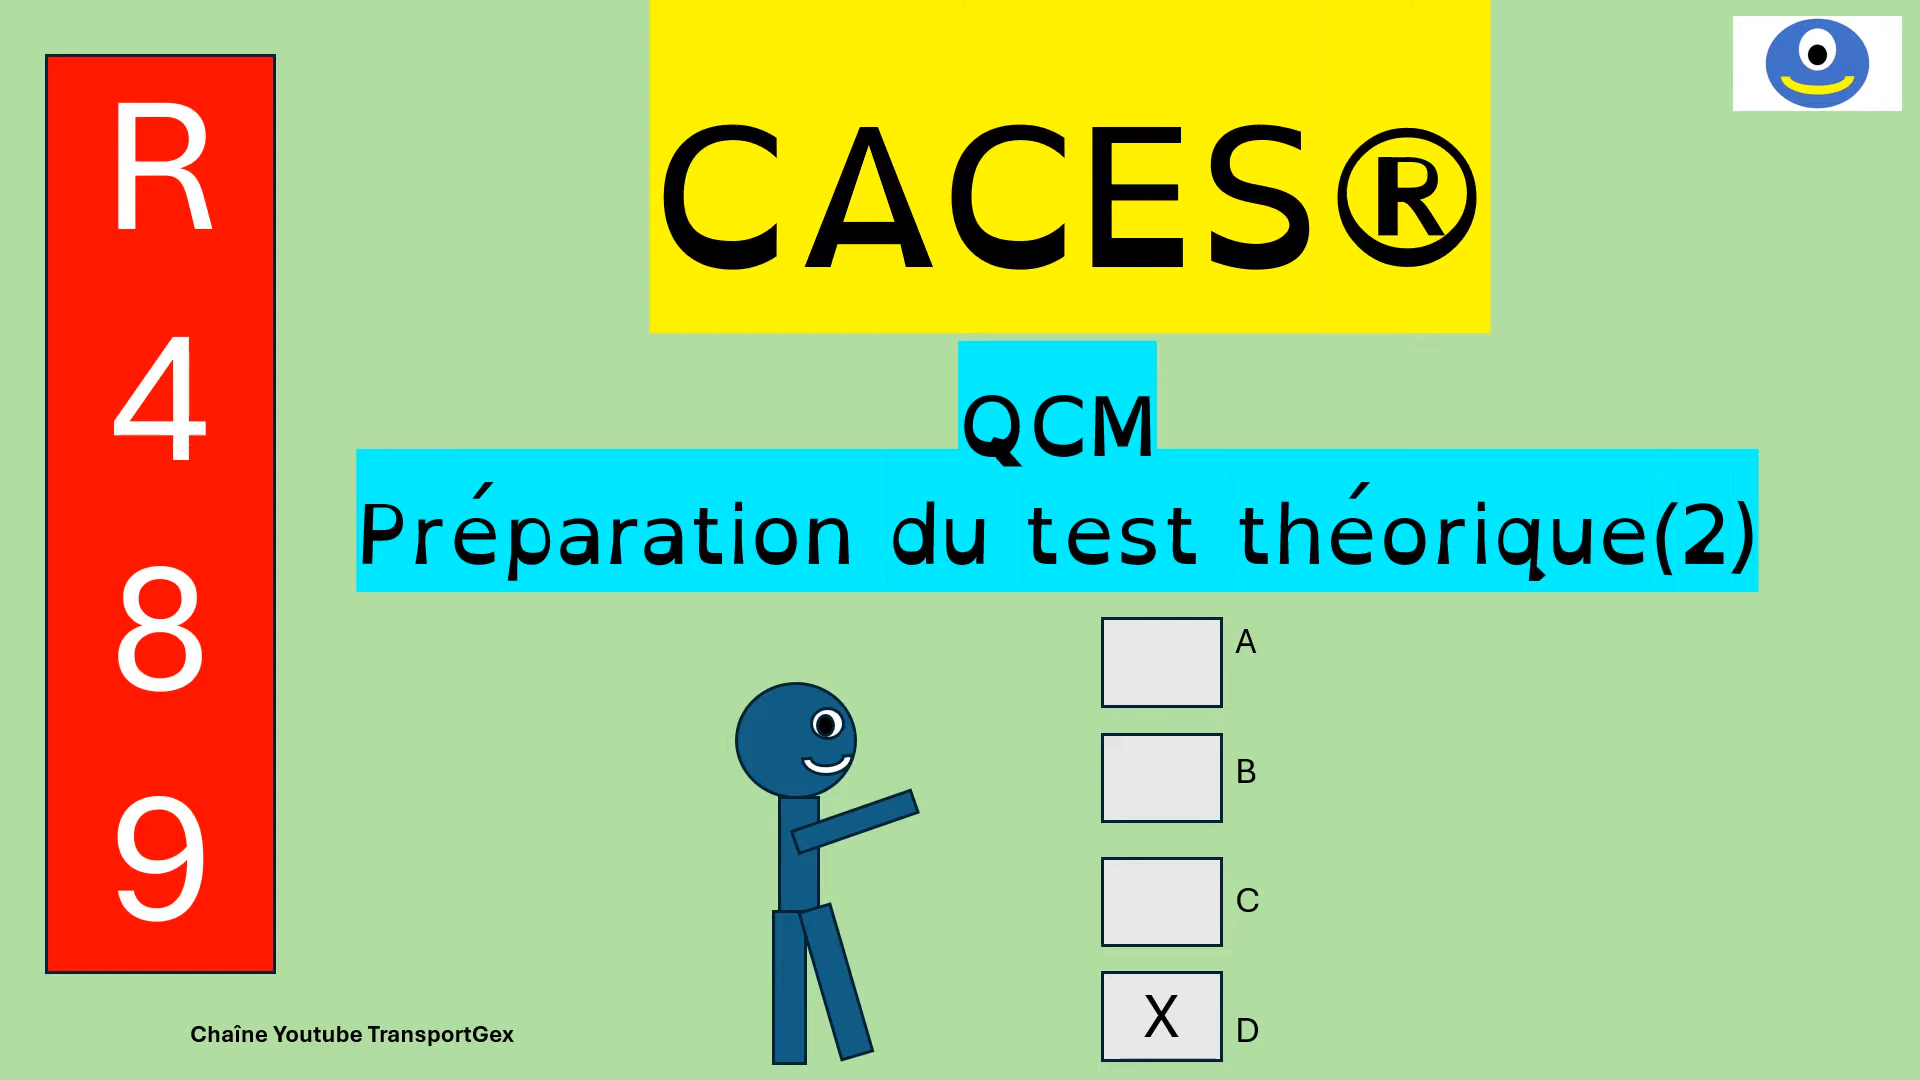 R
4
8
9
CACES®
QCM
Préparation du test théorique(2)
A
B
C
X D
Chaîne Youtube TransportGex